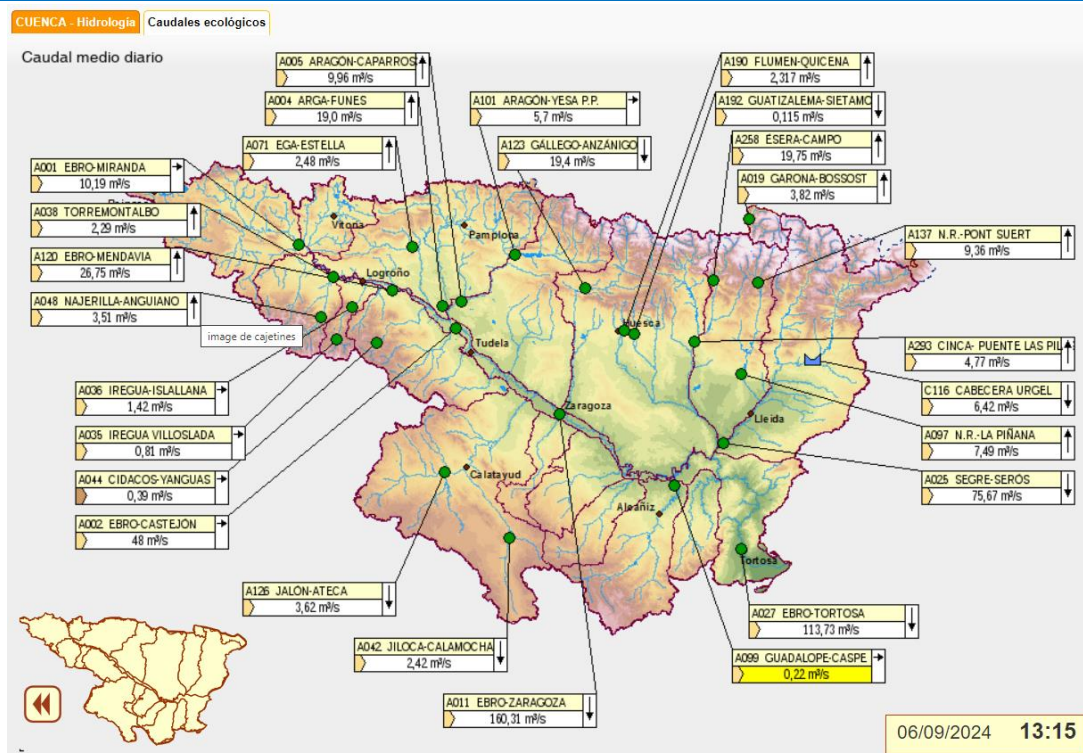 CUENCA - Hidrología
Caudales ecológicos
Caudal medio diario
A005 ARAGÓN-CAPARROS
9,96 m³/s
A190 FLUMEN-QUICENA
2,317 m³/s
A004 ARGA-FUNES
19,0 m³/s
A101 ARAGÓN-YESA P.P.
5,7 m³/s
A192 GUATIZALEMA-SIETAMO
0,115 m³/s
A071 EGA-ESTELLA
2,48 m³/s
A123 GÁLLEGO-ANZÁNIGO
19,4 m³/s
A258 ESERA-CAMPO
19,75 m³/s
A001 EBRO-MIRANDA
10,19 m³/s
A019 GARONA-BOSSOST
3,82 m³/s
A038 TORREMONTALBO
2,29 m³/s
Vitoria
Pamplona
A137 N.R.-PONT SUERT
9,36 m³/s
A120 EBRO-MENDAVIA
26,75 m³/s
Logroño
A048 NAJERILLA-ANGUIANO
3,51 m³/s
image de cajetines
Tudela
Huesca
A293 CINCA- PUENTE LAS PIL
4,77 m³/s
A036 IREGUA-ISLALLANA
1,42 m³/s
C116 CABECERA URGEL
6,42 m³/s
Zaragoza
Lleida
A035 IREGUA VILLOSLADA
0,81 m³/s
A097 N.R.-LA PIÑANA
7,49 m³/s
A044 CIDACOS-YANGUAS
0,39 m³/s
Calatayud
A025 SEGRE-SERÓS
75,67 m³/s
A002 EBRO-CASTEJÓN
48 m³/s
Alcañiz
Tortosa
A126 JALÓN-ATECA
3,62 m³/s
A027 EBRO-TORTOSA
113,73 m³/s
A042 JILOCA-CALAMOCHA
2,42 m³/s
A099 GUADALOPE-CASPE
0,22 m³/s
A011 EBRO-ZARAGOZA
160,31 m³/s
06/09/2024 13:15